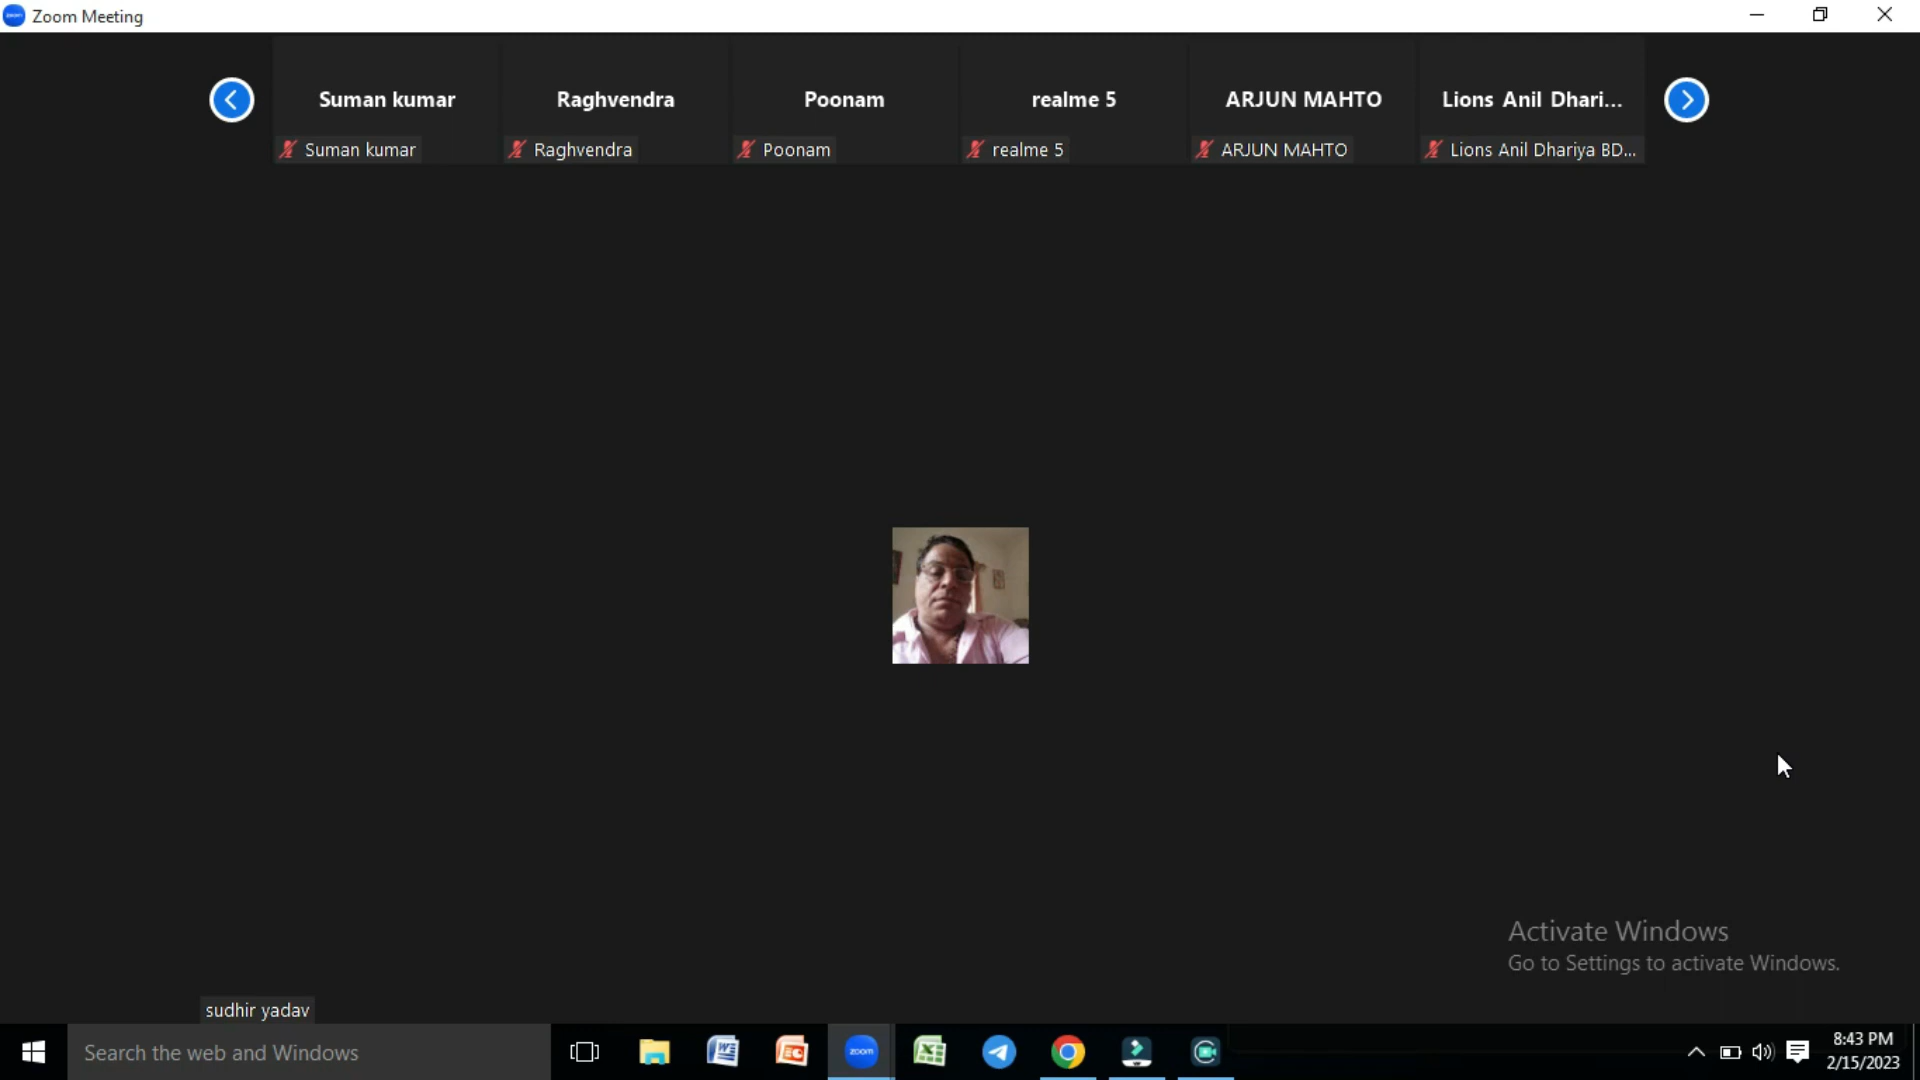 Zoom Meeting
Suman kumar
Raghvendra
Poonam
realme 5
ARJUN MAHTO
Lions Anil Dhari...
Suman kumar
Raghvendra
Poonam
realme 5
ARJUN MAHTO
Lions Anil Dhariya BD...
Activate Windows
Go to Settings to activate Windows.
sudhir yadav
Search the web and Windows
zoom
8:43 PM
2/15/2023